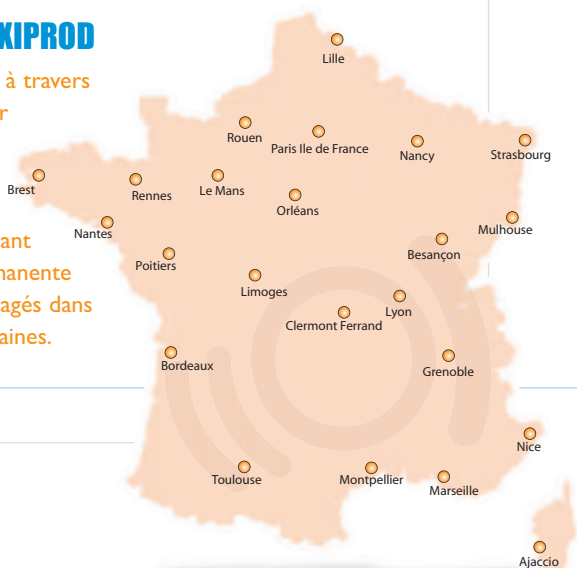 XIPROD
à travers
Lille
Rouen
Paris Ile de France
Nancy
Strasbourg
Brest
Rennes
Le Mans
Orléans
Nantes
Mulhouse
ant
Poitiers
Besançon
manente
Limoges
agés dans
Lyon
Clermont Ferrand
aines.
Bordeaux
Grenoble
Nice
Toulouse
Montpellier
Marseille
Ajaccio